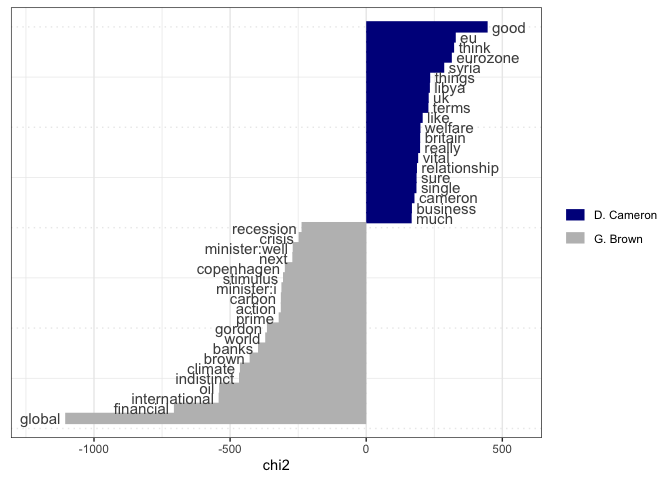 good
eu
think
eurozone
syria
things
libya
uk
terms
like
welfare
britain
really
vital
relationship
sure
single
cameron
business
much
recession
crisis
minister:well
next
copenhagen
stimulus
minister:i
carbon
action
prime
gordon
world
banks
brown
climate
indistinct
oil
international
financial
global
D. Cameron
G. Brown
-1000 -500 0 500
chi2